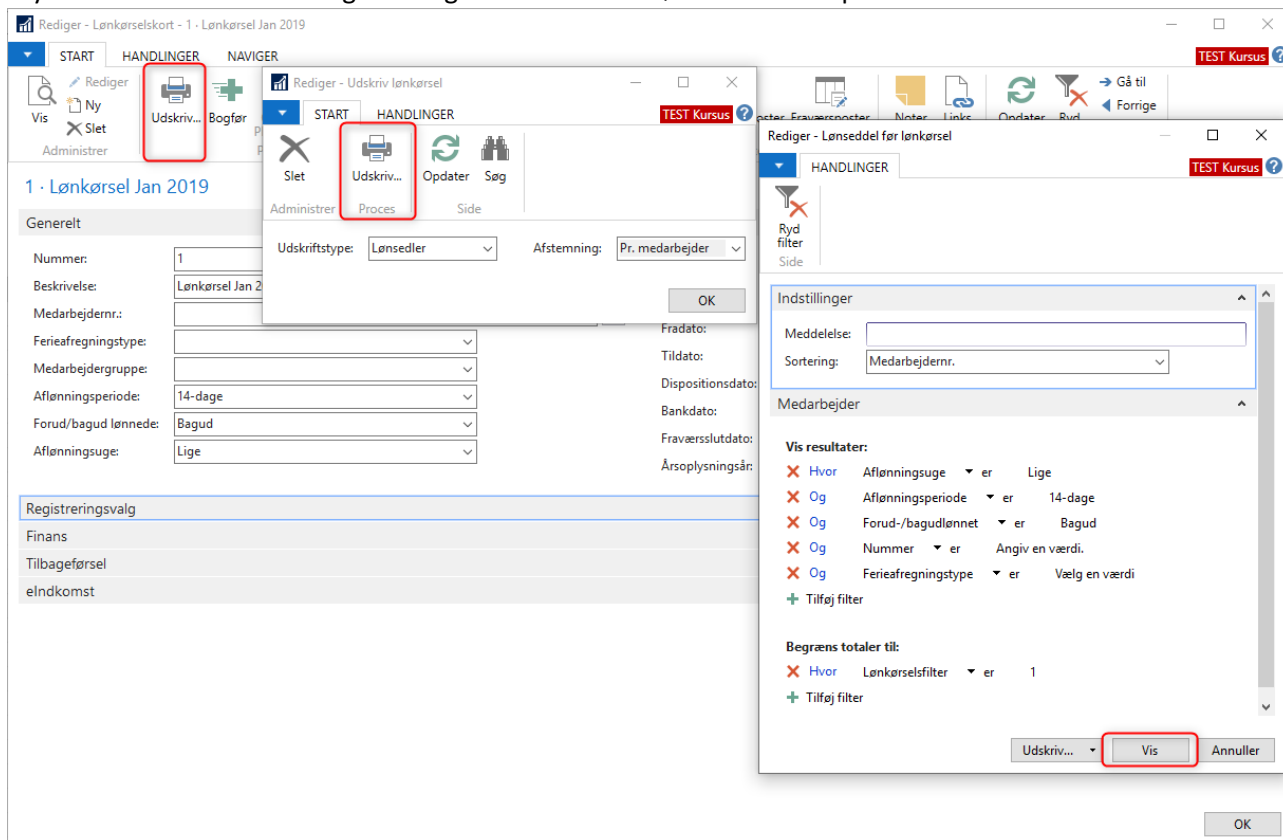 Rediger - Lønkørselskort - 1 · Lønkørsel Jan 2019
START HANDLINGER NAVIGER
TEST Kursus
Vis
Rediger
Ny
Slet
Administrer
Udskriv...
Bogfør
Noter
Links
Opdater
Ryd
Gå til
Forrige
1 · Lønkørsel Jan 2019
Generelt
Nummer: 1
Beskrivelse: Lønkørsel Jan 2
Medarbejdernr.:
Ferieafregningstype:
Medarbejdergruppe:
Aflønningsperiode: 14-dage
Forud/bagud lønnede: Bagud
Aflønningsuge: Lige
Fradato:
Tildato:
Dispositionsdato:
Bankdato:
Fraværsslutdato:
Årsoplysningsår:
Registreringsvalg
Finans
Tilbageførsel
eIndkomst
OK
Rediger - Udskriv lønkørsel
START HANDLINGER
TEST Kursus
Slet Udskriv... Opdater Søg
Administrer Proces Side
Udskriftstype: Lønsedler Afstemning: Pr. medarbejder
OK
Rediger - Lønseddel før lønkørsel
HANDLINGER
TEST Kursus
Ryd
filter
Side
Indstillinger
Meddelelse:
Sortering: Medarbejdernr.
Medarbejder
Vis resultater:
Hvor Aflønningsuge er Lige
Og Aflønningsperiode er 14-dage
Og Forud-/bagudlønnet er Bagud
Og Nummer er Angiv en værdi.
Og Ferieafregningstype er Vælg en værdi
Tilføj filter
Begræns totaler til:
Hvor Lønkørselsfilter er 1
Tilføj filter
Udskriv... Vis Annuller